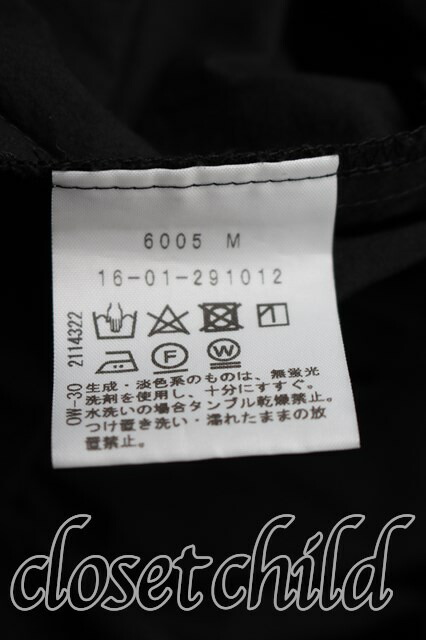 6005 M
16-01-291012
OW-30 2114322
生成・淡色系のものは、無蛍光
洗剤を使用し、十分にすすぐ。
水洗いの場合タンブル乾燥禁止。
つけ置き洗い・濡れたままの放
置禁止。
closetchild